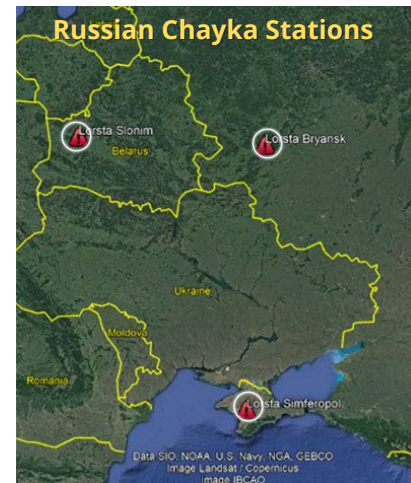 Russian Chayka Stations
Latvia
Lorsta Slonim
Belarus
Lorsta Bryansk
Ukraine
Moldova
Romania
Lorsta Simferopol
Data SIO, NOAA, U.S. Navy, NGA, GEBCO
Image Landsat / Copernicus
Image IBCAO